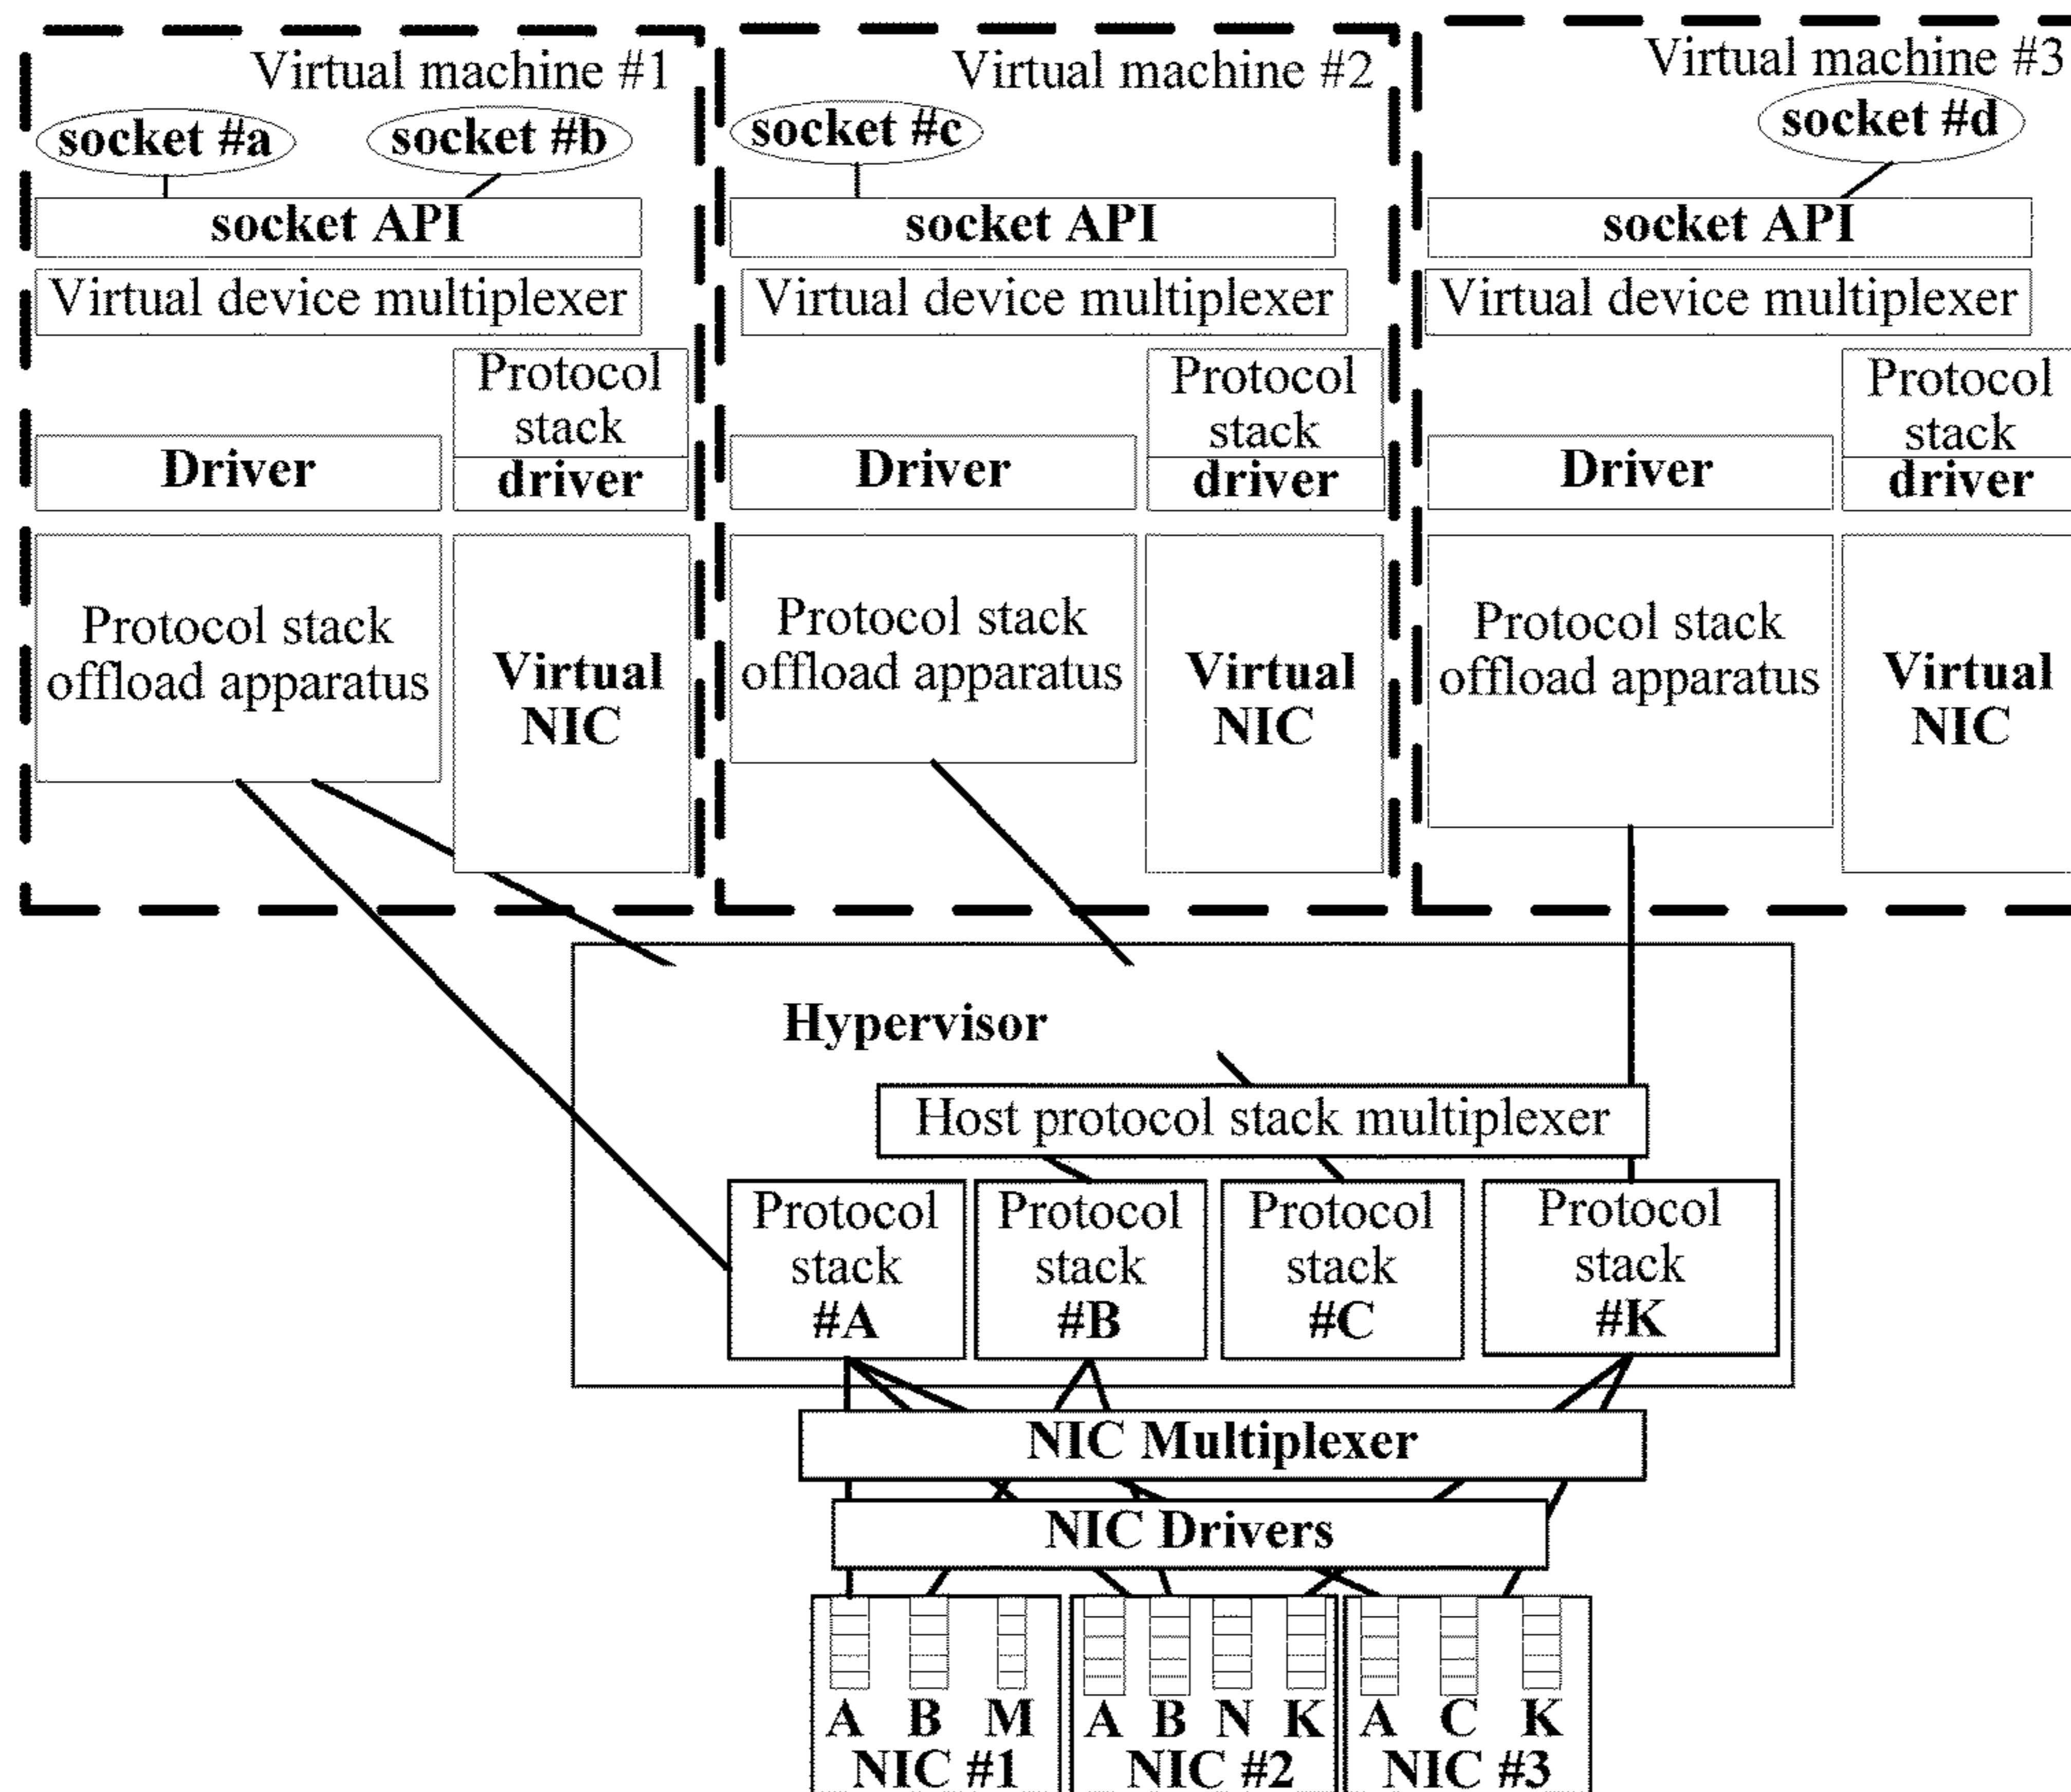 Virtual machine #1
socket #a
socket #b
socket API
Virtual device multiplexer
Protocol
stack
driver
Driver
Protocol stack
offload apparatus
Virtual
NIC
Virtual machine #2
socket #c
socket API
Virtual device multiplexer
Protocol
stack
driver
Driver
Protocol stack
offload apparatus
Virtual
NIC
Virtual machine #3
socket #d
socket API
Virtual device multiplexer
Protocol
stack
driver
Driver
Protocol stack
offload apparatus
Virtual
NIC
Hypervisor
Host protocol stack multiplexer
Protocol
stack
#A
Protocol
stack
#B
Protocol
stack
#C
Protocol
stack
#K
NIC Multiplexer
NIC Drivers
A B M
NIC #1
A B N K
NIC #2
A C K
NIC #3